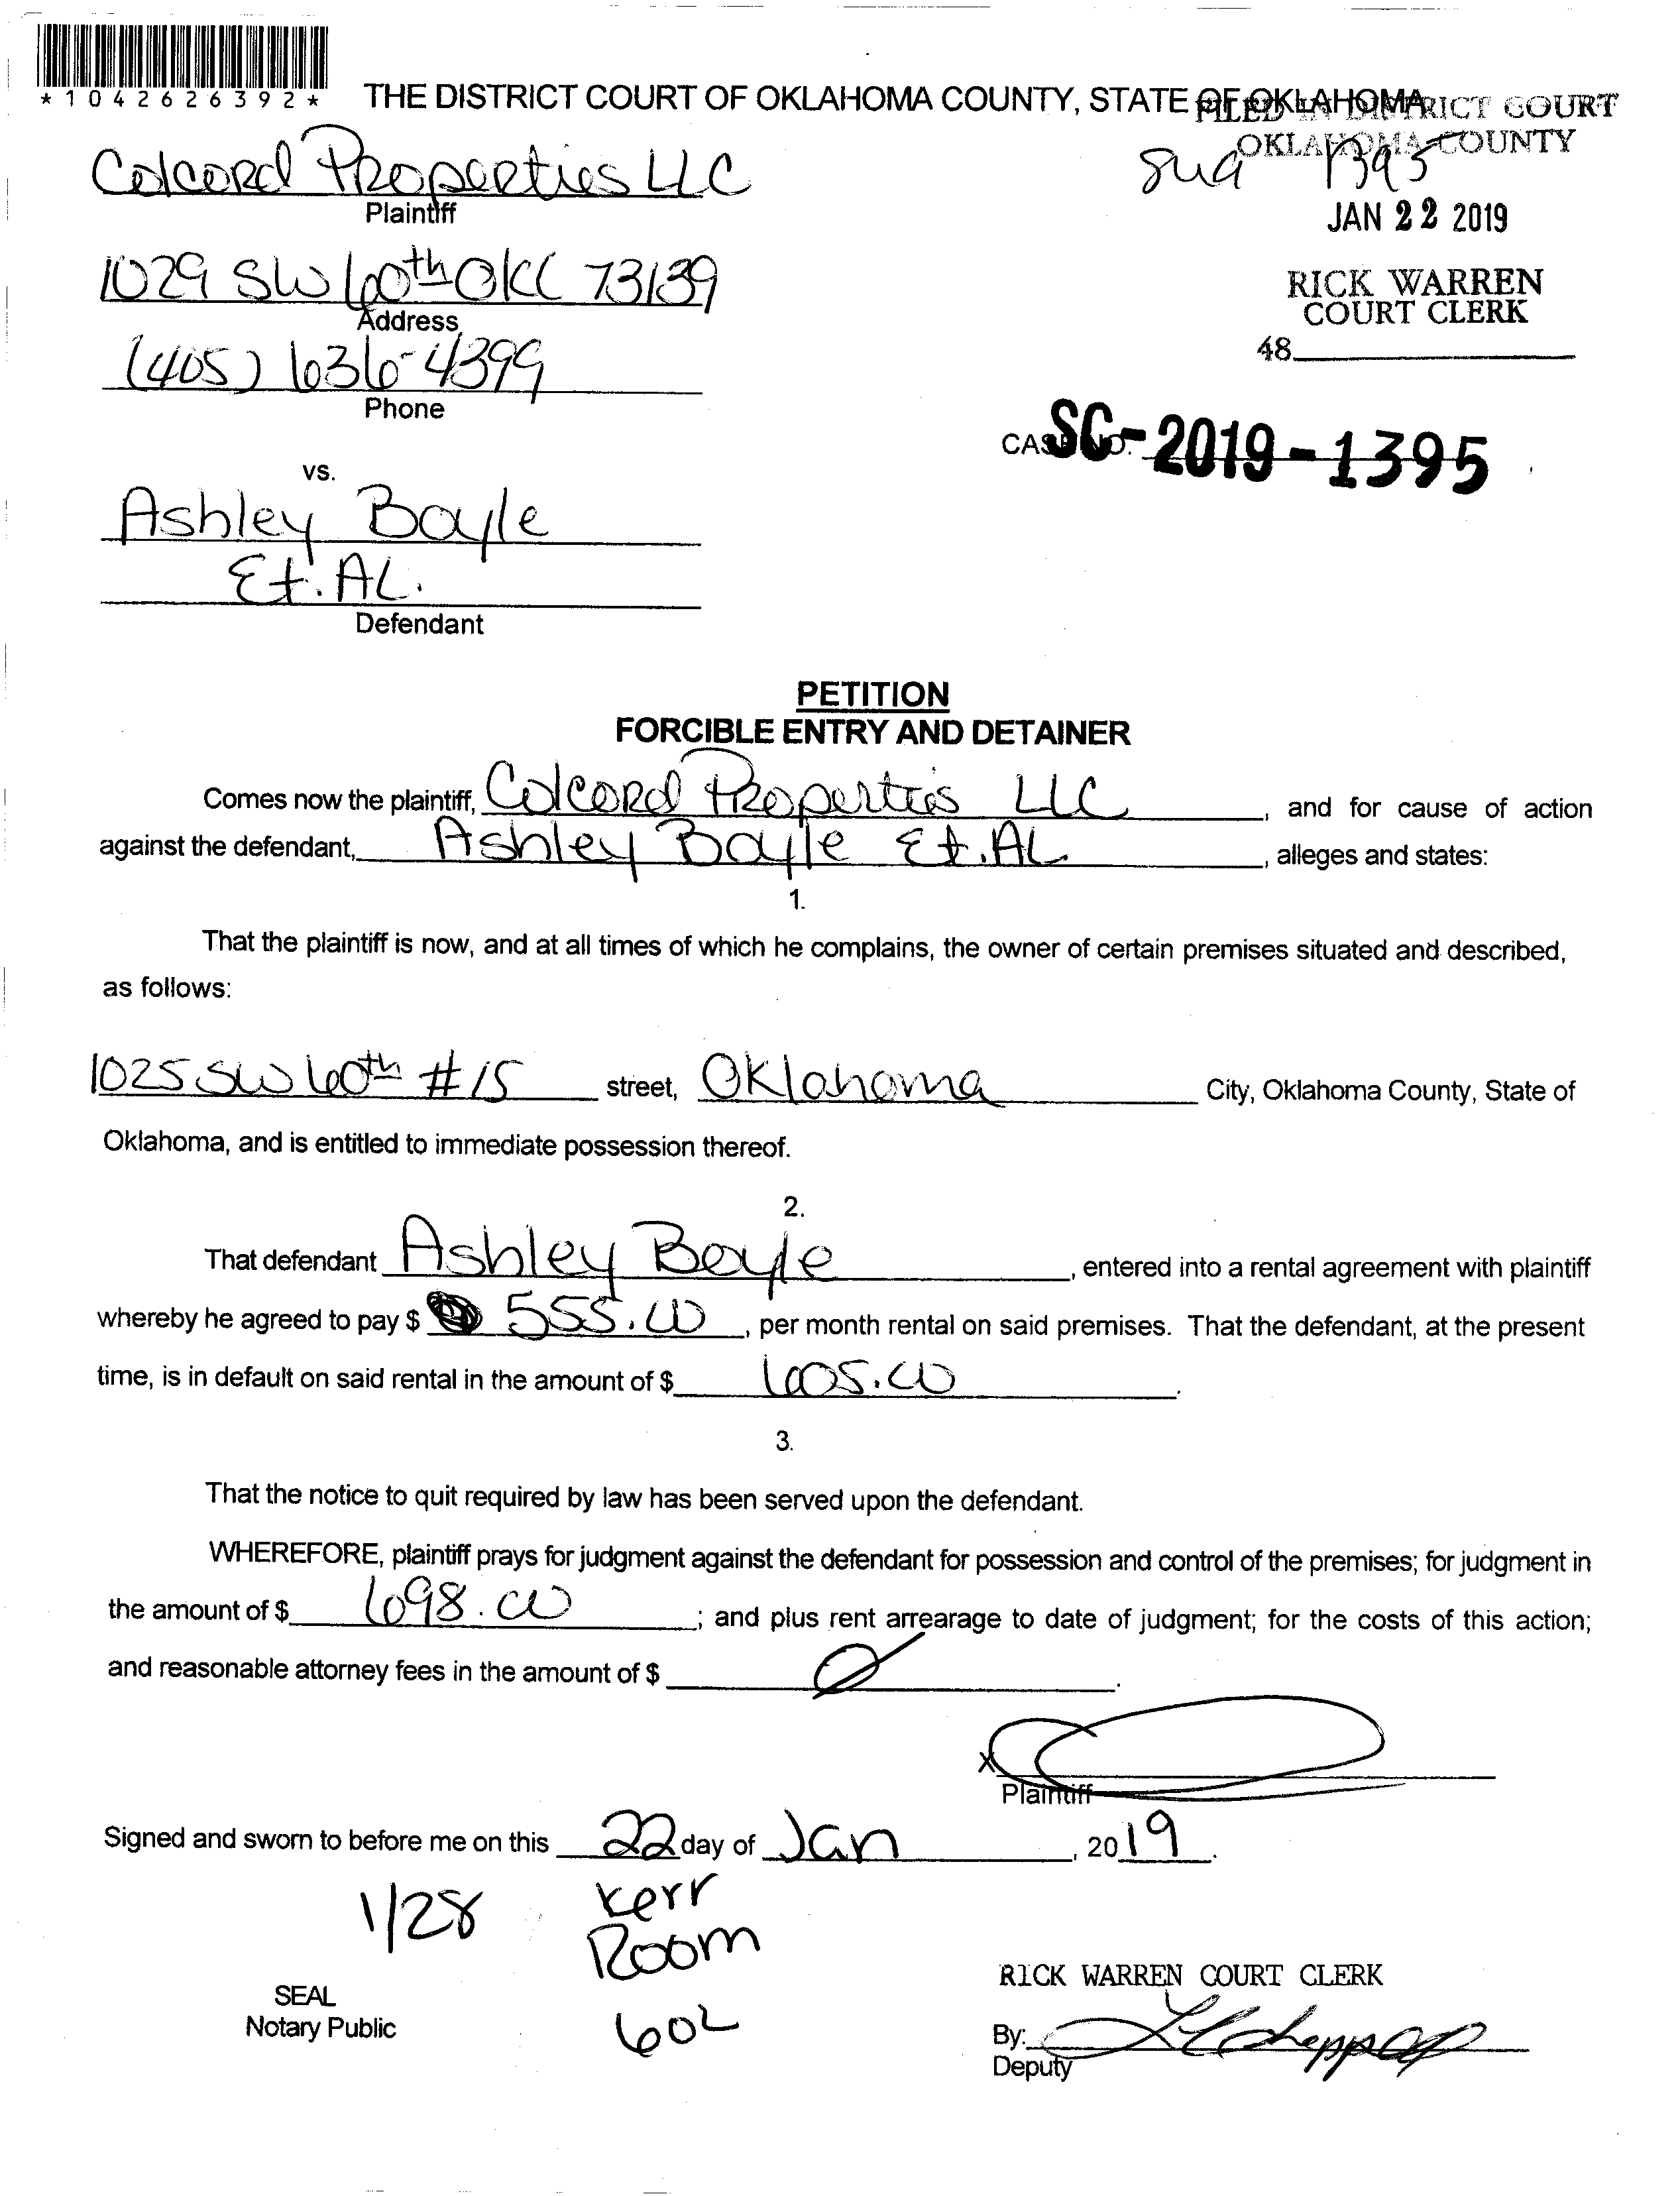 *1042626392*
THE DISTRICT COURT OF OKLAHOMA COUNTY, STATE OF OKLAHOMA
FILED IN DISTRICT COURT
OKLAHOMA COUNTY
1395
JAN 22 2019
RICK WARREN
COURT CLERK
48
Colcord Properties LLC
Plaintiff
1029 SW 60th OKC 73139
Address
(405) 636-4399
Phone
CASE NO. SC-2019-1395
vs.
Ashley Boyle
Et. AL.
Defendant
PETITION
FORCIBLE ENTRY AND DETAINER
Comes now the plaintiff, Colcord Properties LLC, and for cause of action
against the defendant, Ashley Boyle Et. AL, alleges and states:
1.
That the plaintiff is now, and at all times of which he complains, the owner of certain premises situated and described,
as follows:
1025 SW 60th #15 street, Oklahoma City, Oklahoma County, State of
Oklahoma, and is entitled to immediate possession thereof.
2.
That defendant Ashley Boyle, entered into a rental agreement with plaintiff
whereby he agreed to pay $ 555.00, per month rental on said premises. That the defendant, at the present
time, is in default on said rental in the amount of $ 605.00.
3.
That the notice to quit required by law has been served upon the defendant.
WHEREFORE, plaintiff prays for judgment against the defendant for possession and control of the premises; for judgment in
the amount of $ 698.00; and plus rent arrearage to date of judgment; for the costs of this action;
and reasonable attorney fees in the amount of $ Ø.
X
Plaintiff
Signed and sworn to before me on this 22 day of Jan, 2019.
1/28 Kerr
Room
602
SEAL
Notary Public
RICK WARREN COURT CLERK
By:
Deputy